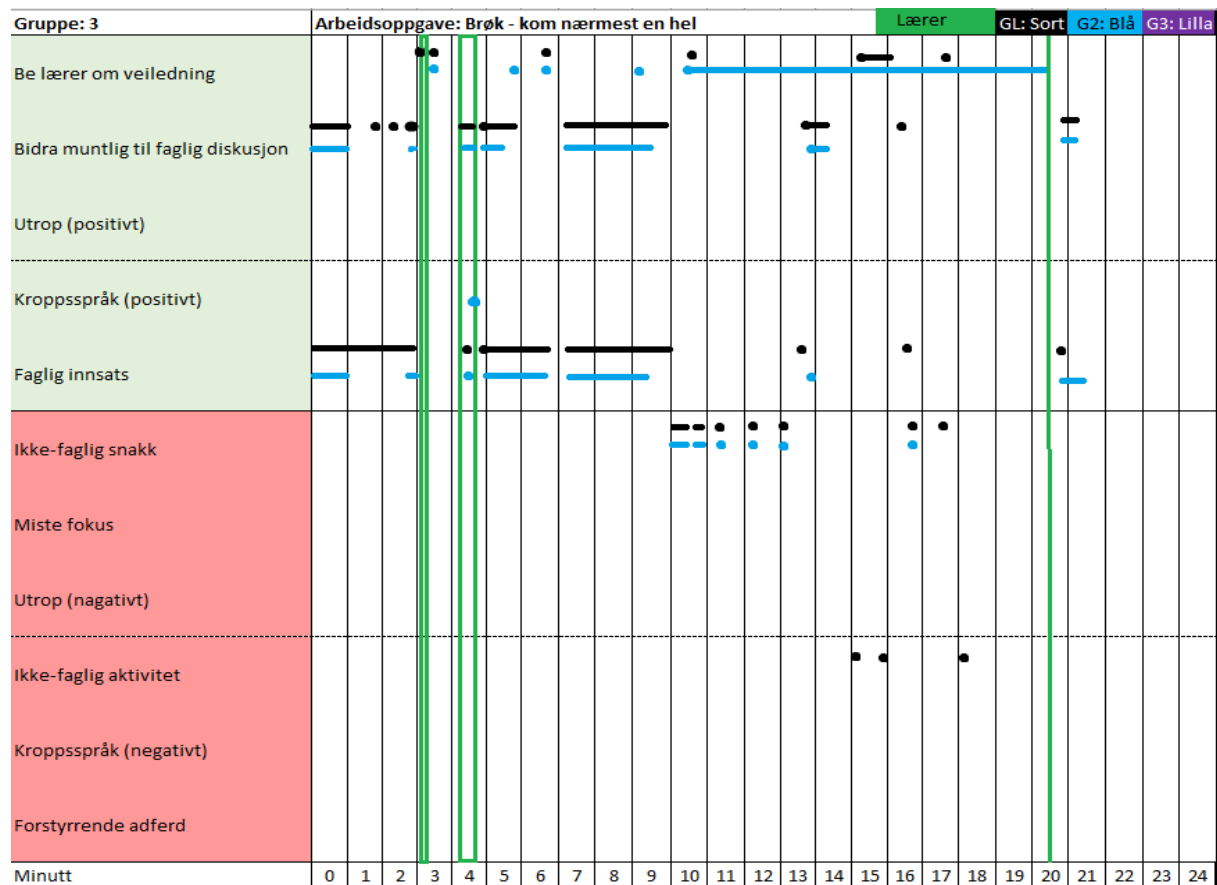 Gruppe: 3 Arbeidsoppgave: Brøk - kom nærmest en hel Lærer GL: Sort G2: Blå G3: Lilla
Be lærer om veiledning
Bidra muntlig til faglig diskusjon
Utrop (positivt)
Kroppsspråk (positivt)
Faglig innsats
Ikke-faglig snakk
Miste fokus
Utrop (nagativt)
Ikke-faglig aktivitet
Kroppsspråk (negativt)
Forstyrrende adferd
Minutt 0 1 2 3 4 5 6 7 8 9 10 11 12 13 14 15 16 17 18 19 20 21 22 23 24